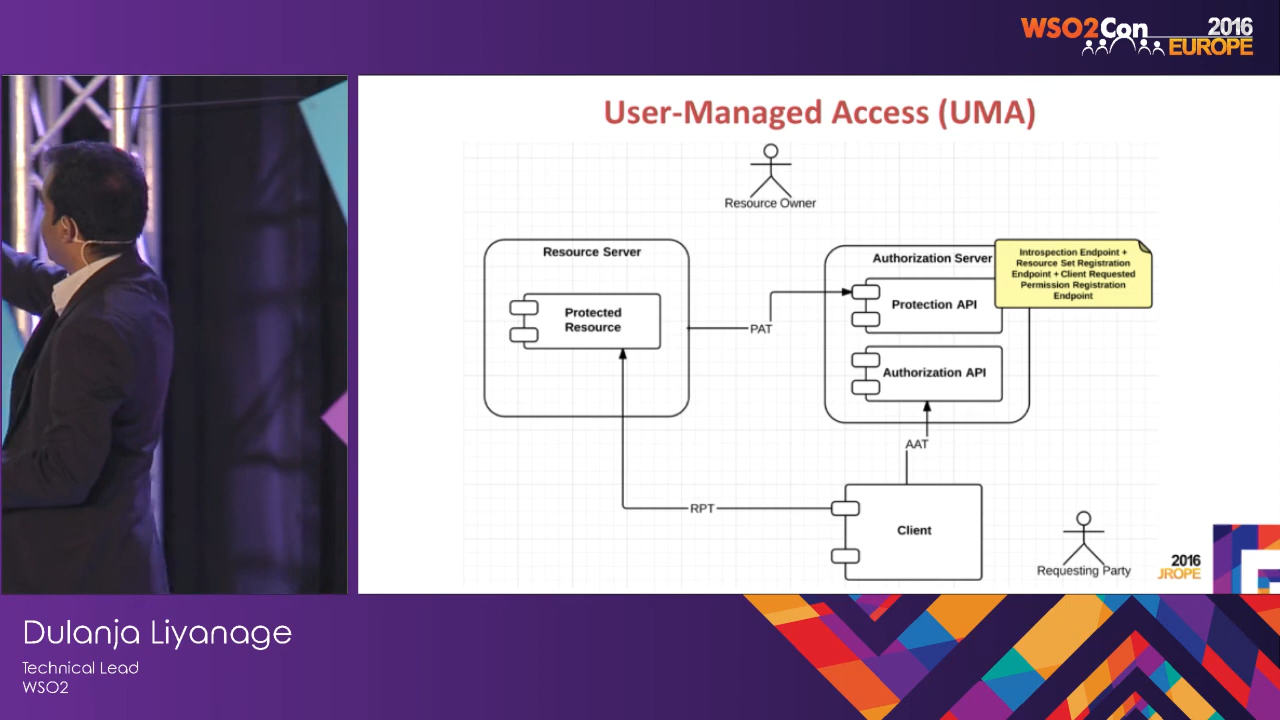 WSO2Con 2016
EUROPE
User-Managed Access (UMA)
Resource Owner
Resource Server
Protected
Resource
PAT
Authorization Server
Introspection Endpoint +
Resource Set Registration
Endpoint + Client Requested
Permission Registration
Endpoint
Protection API
Authorization API
AAT
RPT
Client
Requesting Party
2016
JROPE
Dulanja Liyanage
Technical Lead
WSO2